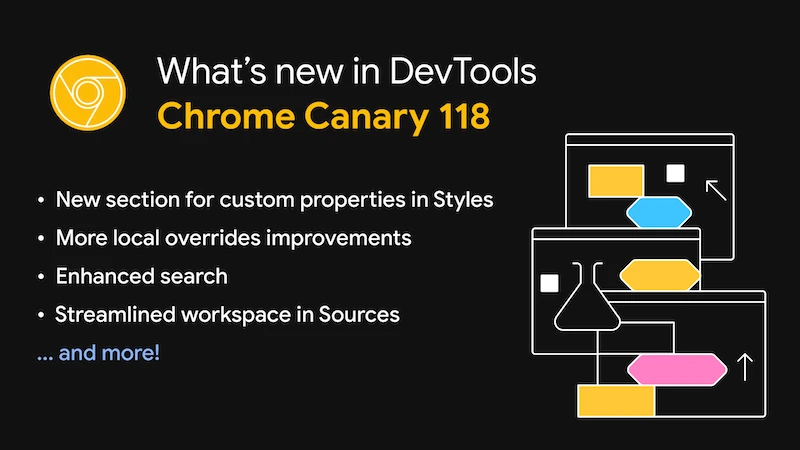 What’s new in DevTools
Chrome Canary 118
• New section for custom properties in Styles
• More local overrides improvements
• Enhanced search
• Streamlined workspace in Sources
... and more!